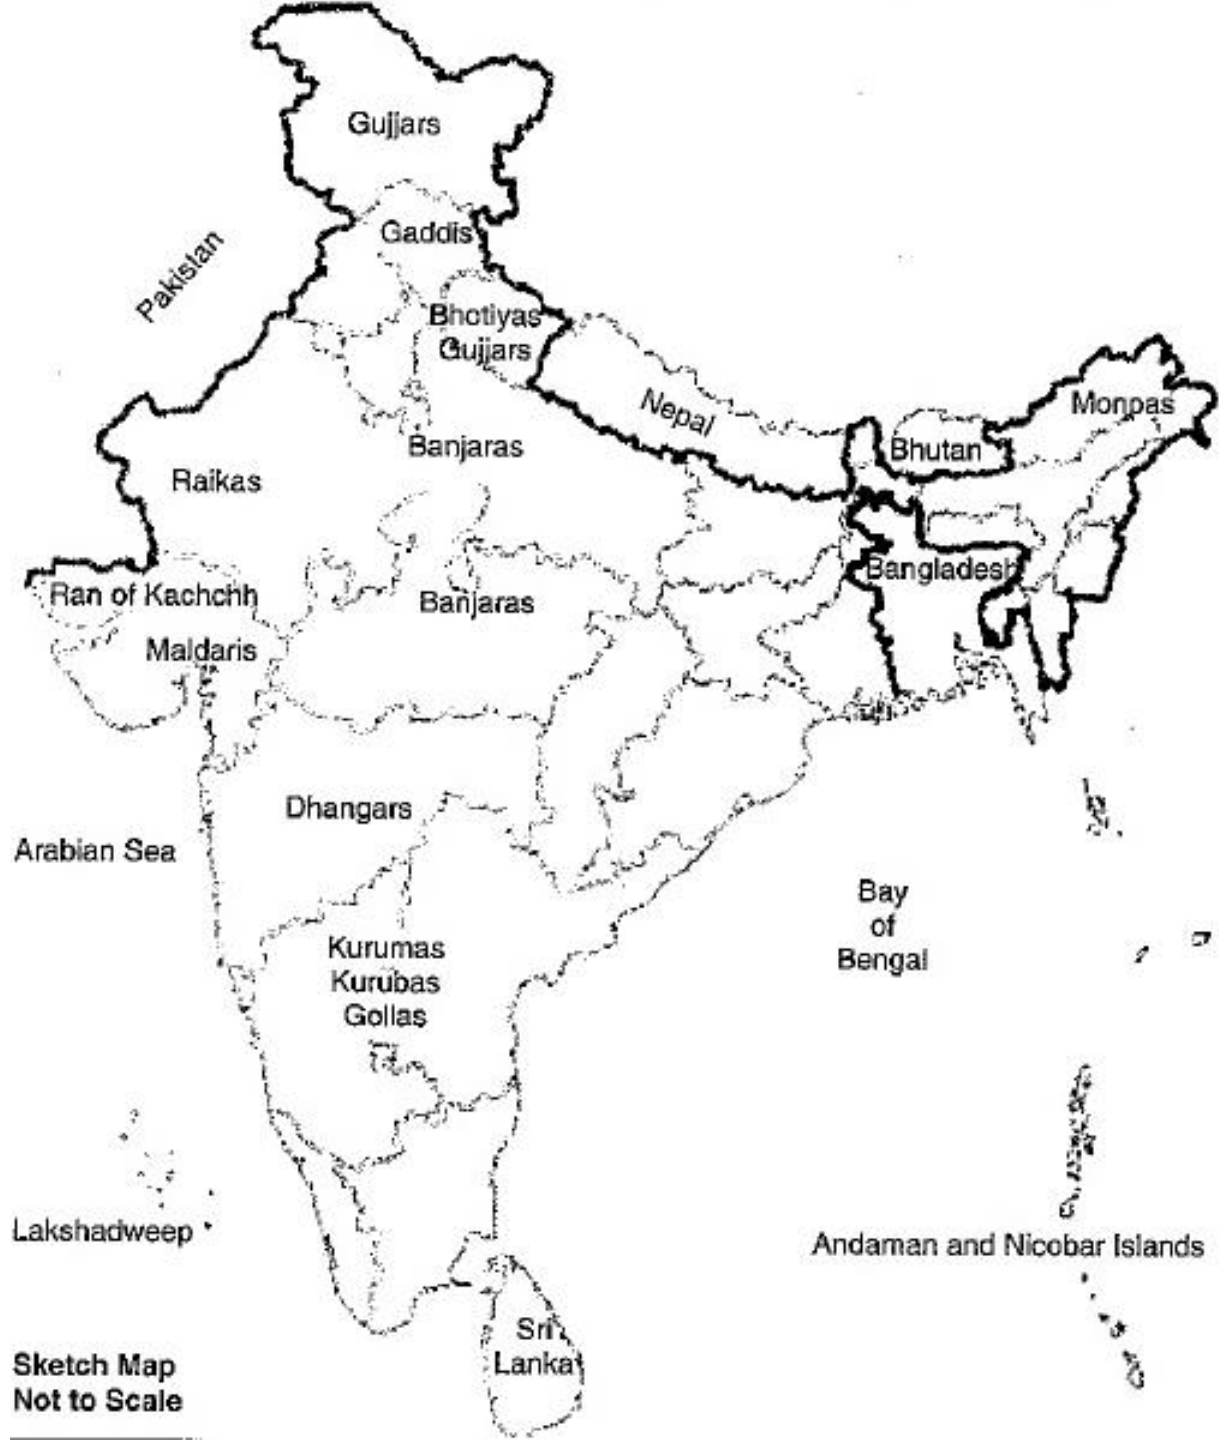 Gujjars
Gaddis
Pakistan
Bhotiyas
Gujjars
Nepal
Monpas
Bhutan
Banjaras
Raikas
Bangladesh
Ran of Kachchh
Banjaras
Maldaris
Dhangars
Arabian Sea
Bay
of
Bengal
Kurumas
Kurubas
Gollas
Lakshadweep
Andaman and Nicobar Islands
Sri
Lanka
Sketch Map
Not to Scale